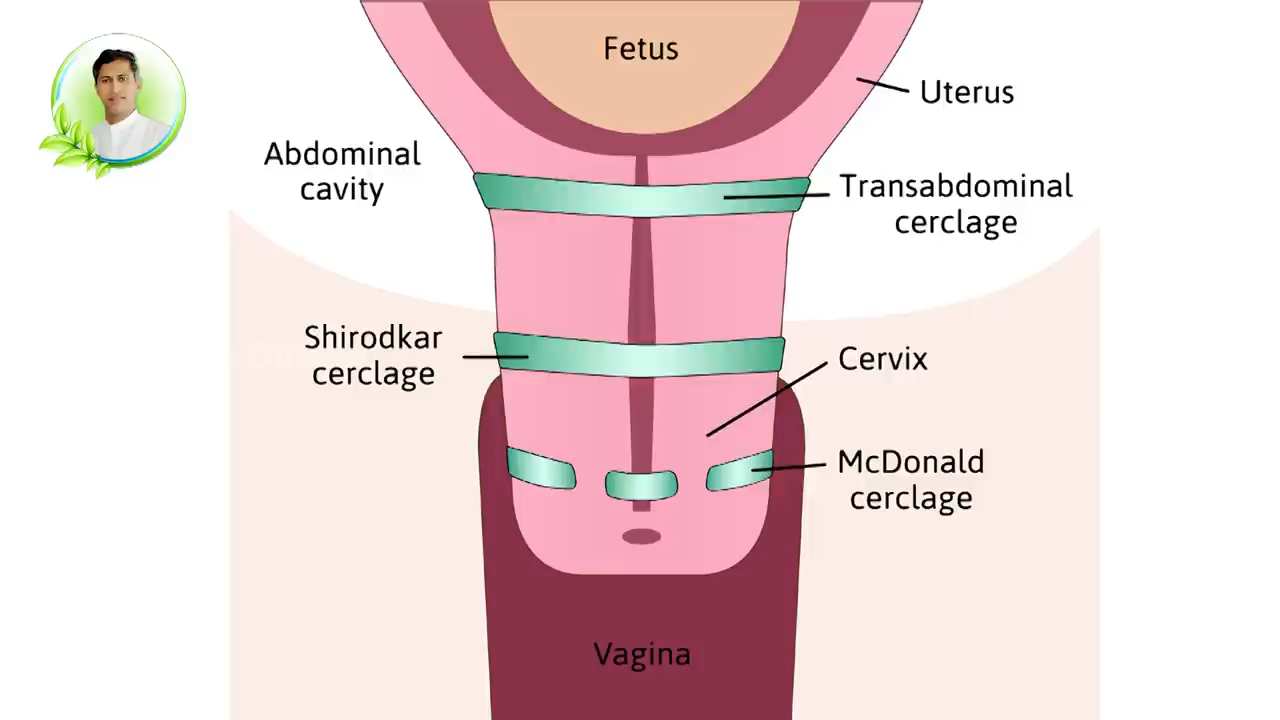 Fetus
Uterus
Abdominal
cavity
Transabdominal
cerclage
Shirodkar
cerclage
Cervix
McDonald
cerclage
Vagina